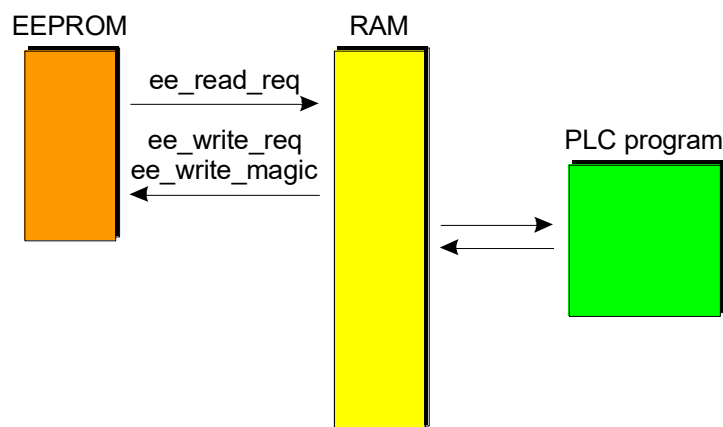 EEPROM
RAM
ee_read_req
ee_write_req
ee_write_magic
PLC program